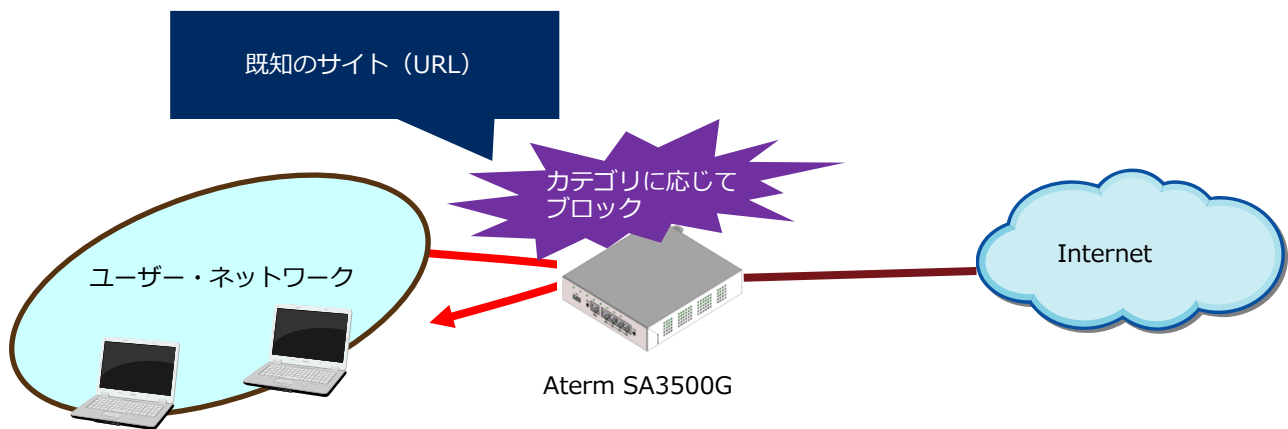 既知のサイト（URL）
カテゴリに応じて
ブロック
ユーザー・ネットワーク
Internet
Aterm SA3500G